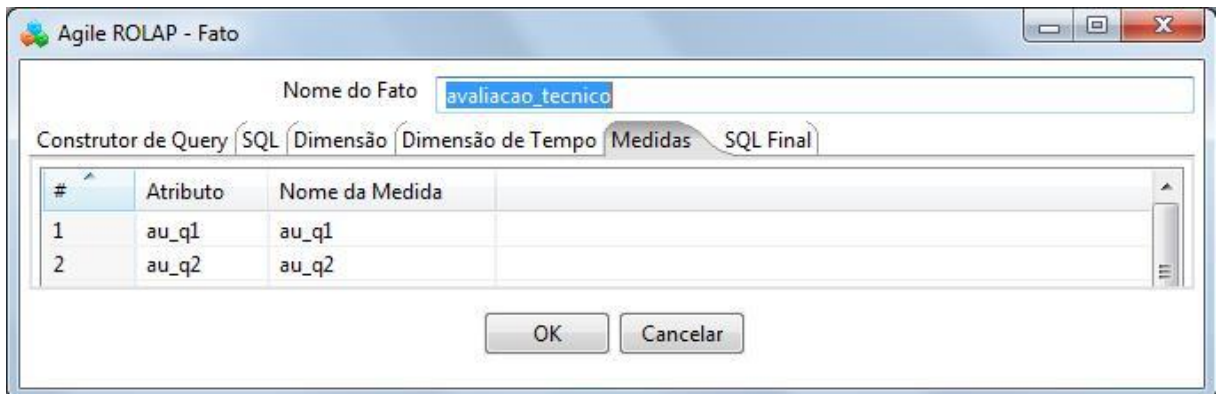 Agile ROLAP - Fato
Nome do Fato avaliacao_tecnico
Construtor de Query SQL Dimensão Dimensão de Tempo Medidas SQL Final
# Atributo Nome da Medida
1 au_q1 au_q1
2 au_q2 au_q2
OK Cancelar